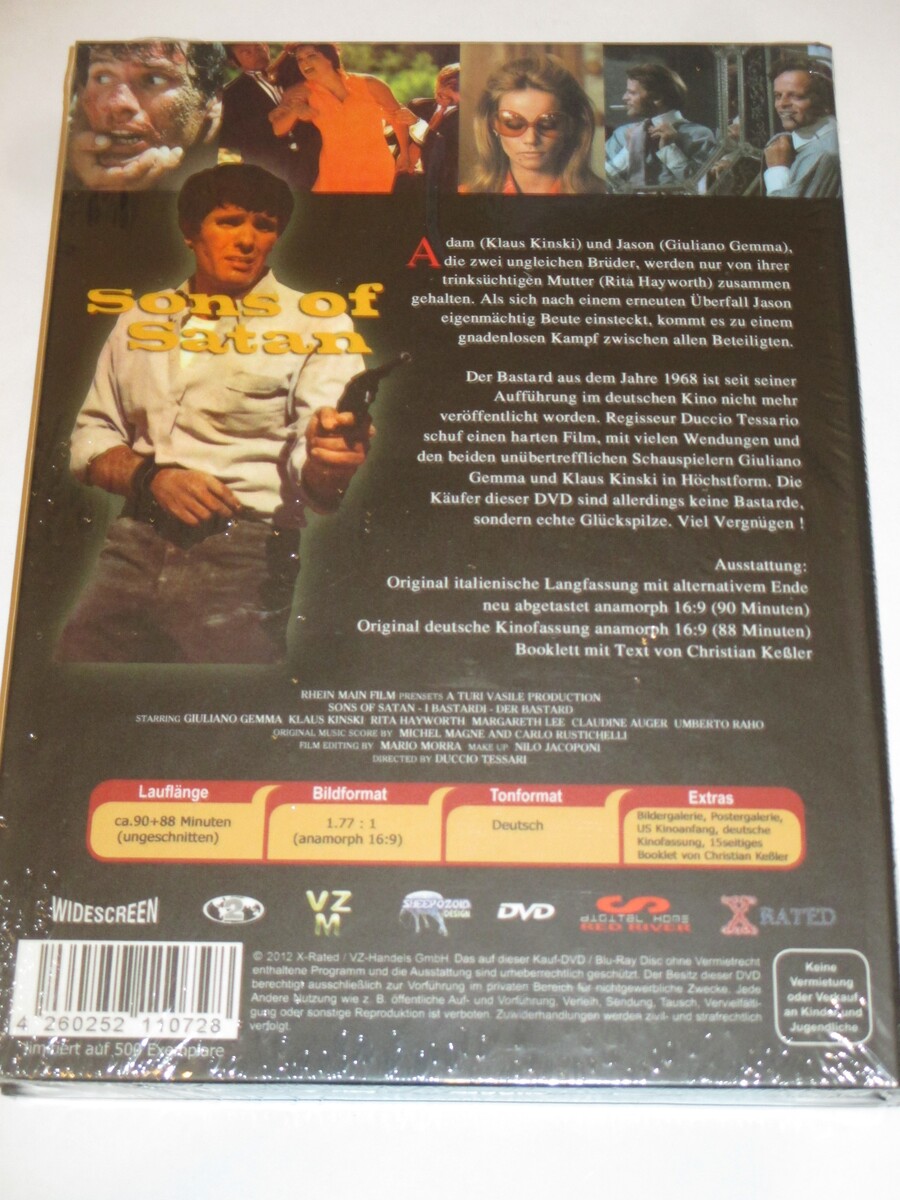 Sons of
Satan
Adam (Klaus Kinski) und Jason (Giuliano Gemma),
die zwei ungleichen Brüder, werden nur von ihrer
trinksüchtigen Mutter (Rita Hayworth) zusammen
gehalten. Als sich nach einem erneuten Überfall Jason
eigenmächtig Beute einsteckt, kommt es zu einem
gnadenlosen Kampf zwischen allen Beteiligten.
Der Bastard aus dem Jahre 1968 ist seit seiner
Aufführung im deutschen Kino nicht mehr
veröffentlicht worden. Regisseur Duccio Tessario
schuf einen harten Film, mit vielen Wendungen und
den beiden unübertrefflichen Schauspielern Giuliano
Gemma und Klaus Kinski in Höchstform. Die
Käufer dieser DVD sind allerdings keine Bastarde,
sondern echte Glückspilze. Viel Vergnügen !
Ausstattung:
Original italienische Langfassung mit alternativem Ende
neu abgetastet anamorph 16:9 (90 Minuten)
Original deutsche Kinofassung anamorph 16:9 (88 Minuten)
Booklett mit Text von Christian Keßler
RHEIN MAIN FILM PRENSETS A TURI VASILE PRODUCTION
SONS OF SATAN - I BASTARDI - DER BASTARD
STARRING GIULIANO GEMMA KLAUS KINSKI RITA HAYWORTH MARGARETH LEE CLAUDINE AUGER UMBERTO RAHO
ORIGINAL MUSIC SCORE BY MICHEL MAGNE AND CARLO RUSTICHELLI
FILM EDITING BY MARIO MORRA MAKE UP NILO JACOPONI
DIRECTED BY DUCCIO TESSARI
Lauflänge
ca.90+88 Minuten
(ungeschnitten)
Bildformat
1.77 : 1
(anamorph 16:9)
Tonformat
Deutsch
Extras
Bildergalerie, Postergalerie,
US Kinoanfang, deutsche
Kinofassung, 15seitiges
Booklet von Christian Keßler
WIDESCREEN
2
VZ
M
SHEEPOZOID
DESIGN
DVD
DIGITAL HOME
RED RIVER
X RATED
© 2012 X-Rated / VZ-Handels GmbH. Das auf dieser Kauf-DVD / Blu-Ray Disc ohne Vermietrecht
enthaltene Programm und die Ausstattung sind urheberrechtlich geschützt. Der Besitz dieser DVD
berechtigt ausschließlich zur Vorführung im privaten Bereich für nichtgewerbliche Zwecke. Jede
Andere Nutzung wie z. B. öffentliche Auf- und Vorführung, Verleih, Sendung, Tausch, Vervielfälti-
gung oder sonstige Reproduktion ist verboten. Zuwiderhandlungen werden zivil- und strafrechtlich
verfolgt.
Keine
Vermietung
oder Verkauf
an Kinder und
Jugendliche
4 260252 110728
limitiert auf 500 Exemplare